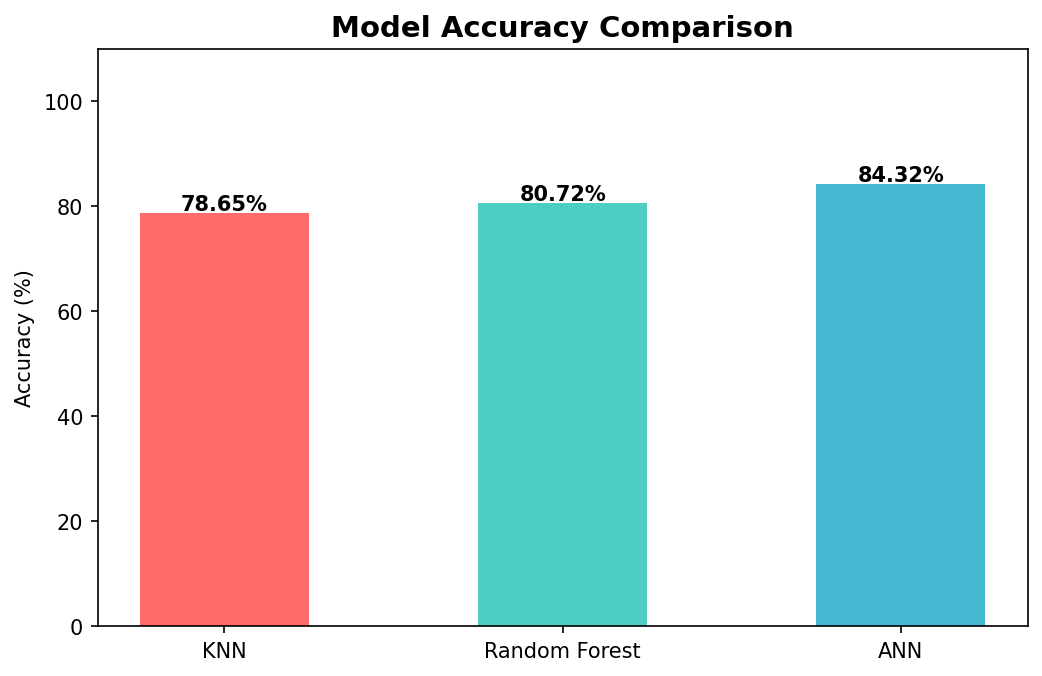 Model Accuracy Comparison
Accuracy (%)
100
80
60
40
20
0
78.65%
80.72%
84.32%
KNN
Random Forest
ANN